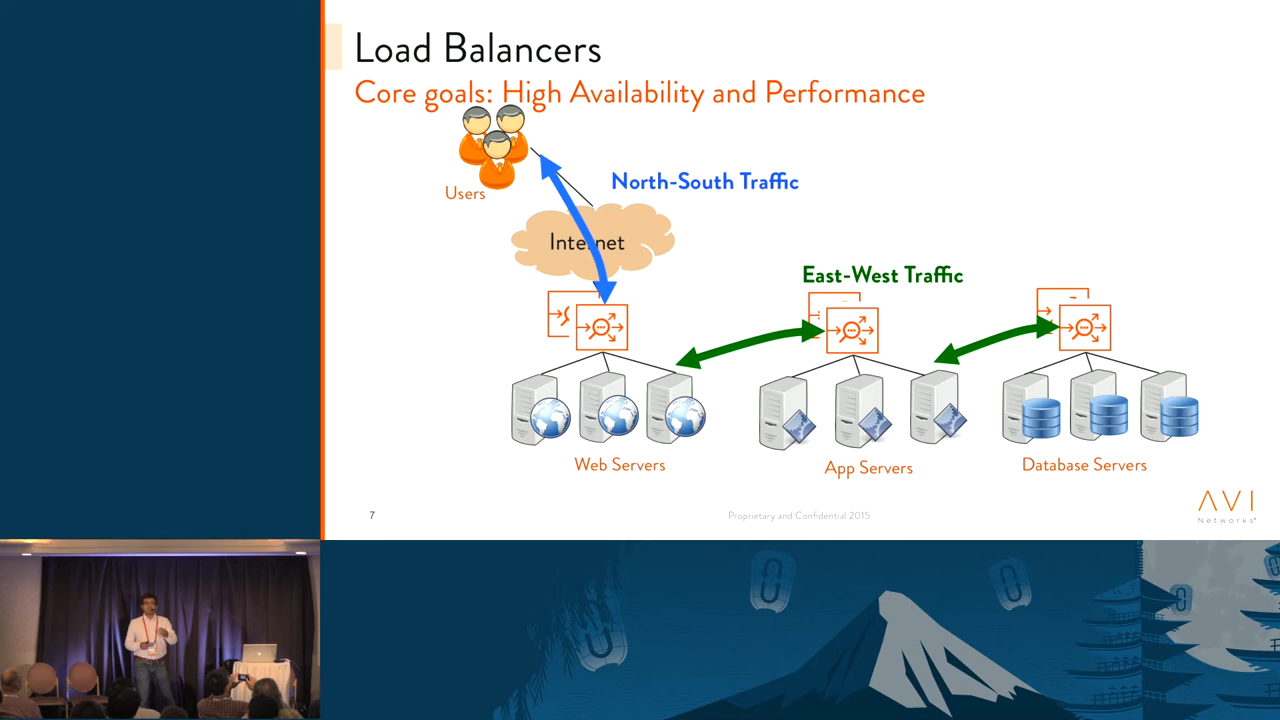 Load Balancers
Core goals: High Availability and Performance
Users
North-South Traffic
Internet
East-West Traffic
Web Servers
App Servers
Database Servers
7
Proprietary and Confidential 2015
AVI
Networks